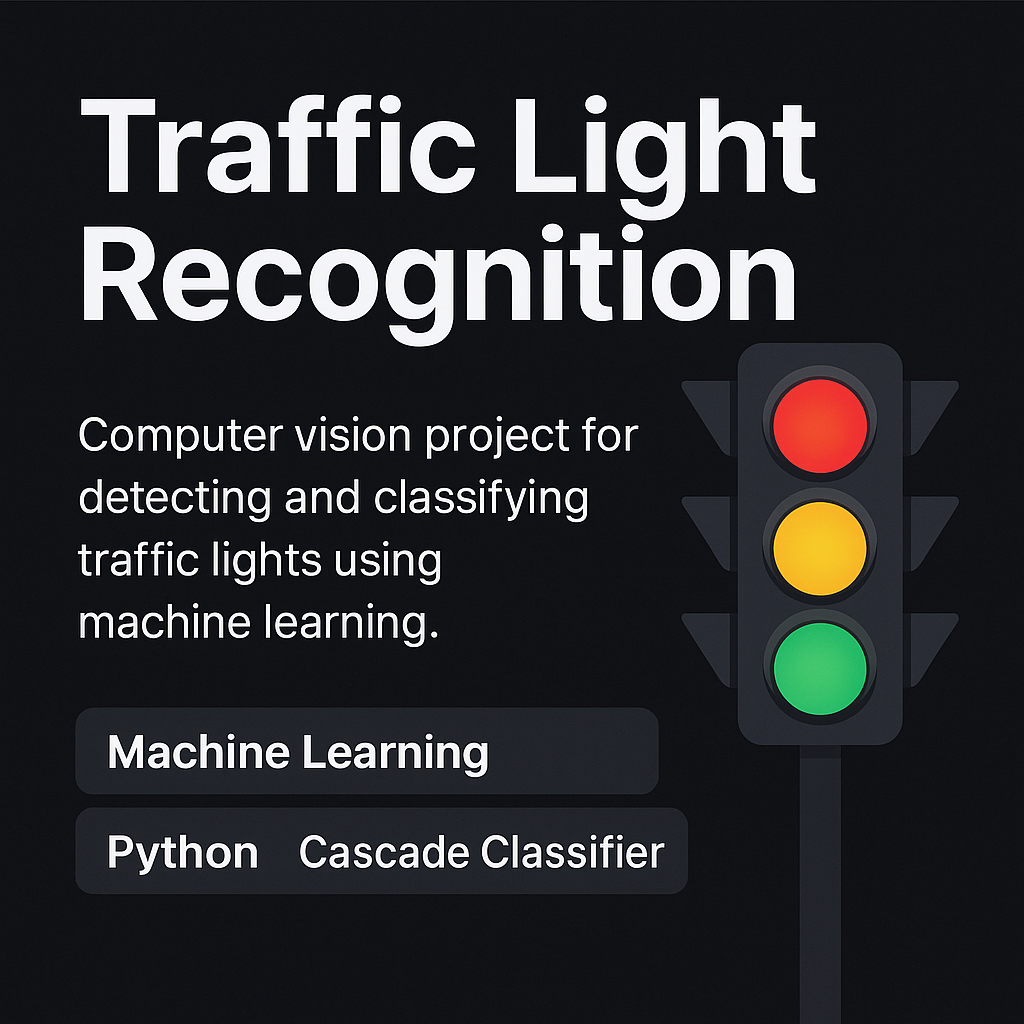 Traffic Light
Recognition
Computer vision project for
detecting and classifying
traffic lights using
machine learning.
Machine Learning
Python Cascade Classifier